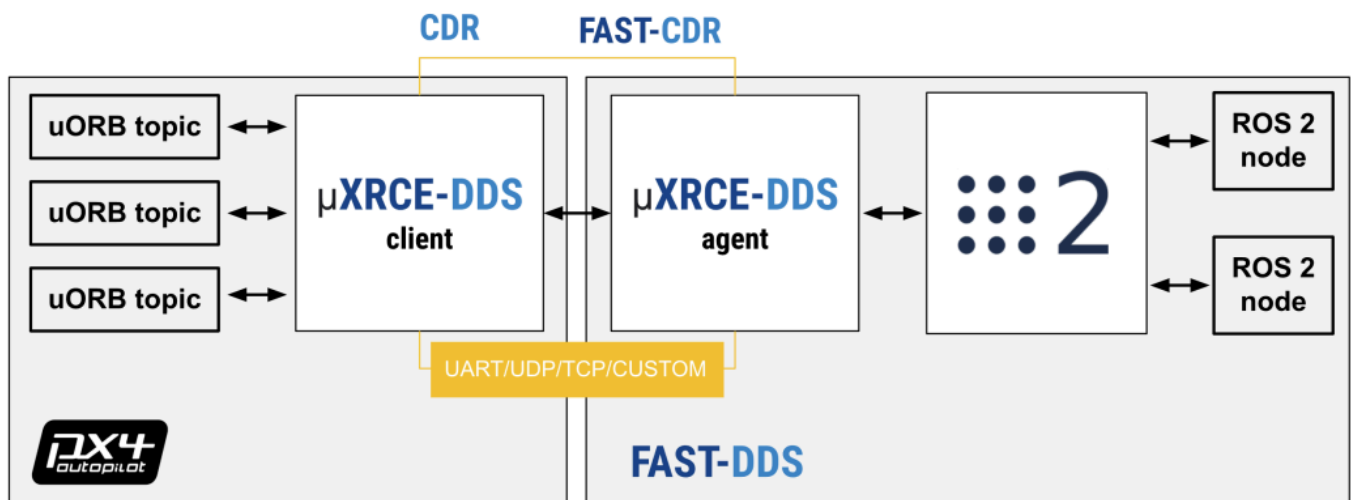 CDR FAST-CDR
uORB topic
uORB topic
uORB topic
µXRCE-DDS
client
µXRCE-DDS
agent
2
ROS 2
node
ROS 2
node
UART/UDP/TCP/CUSTOM
px4
autopilot
FAST-DDS